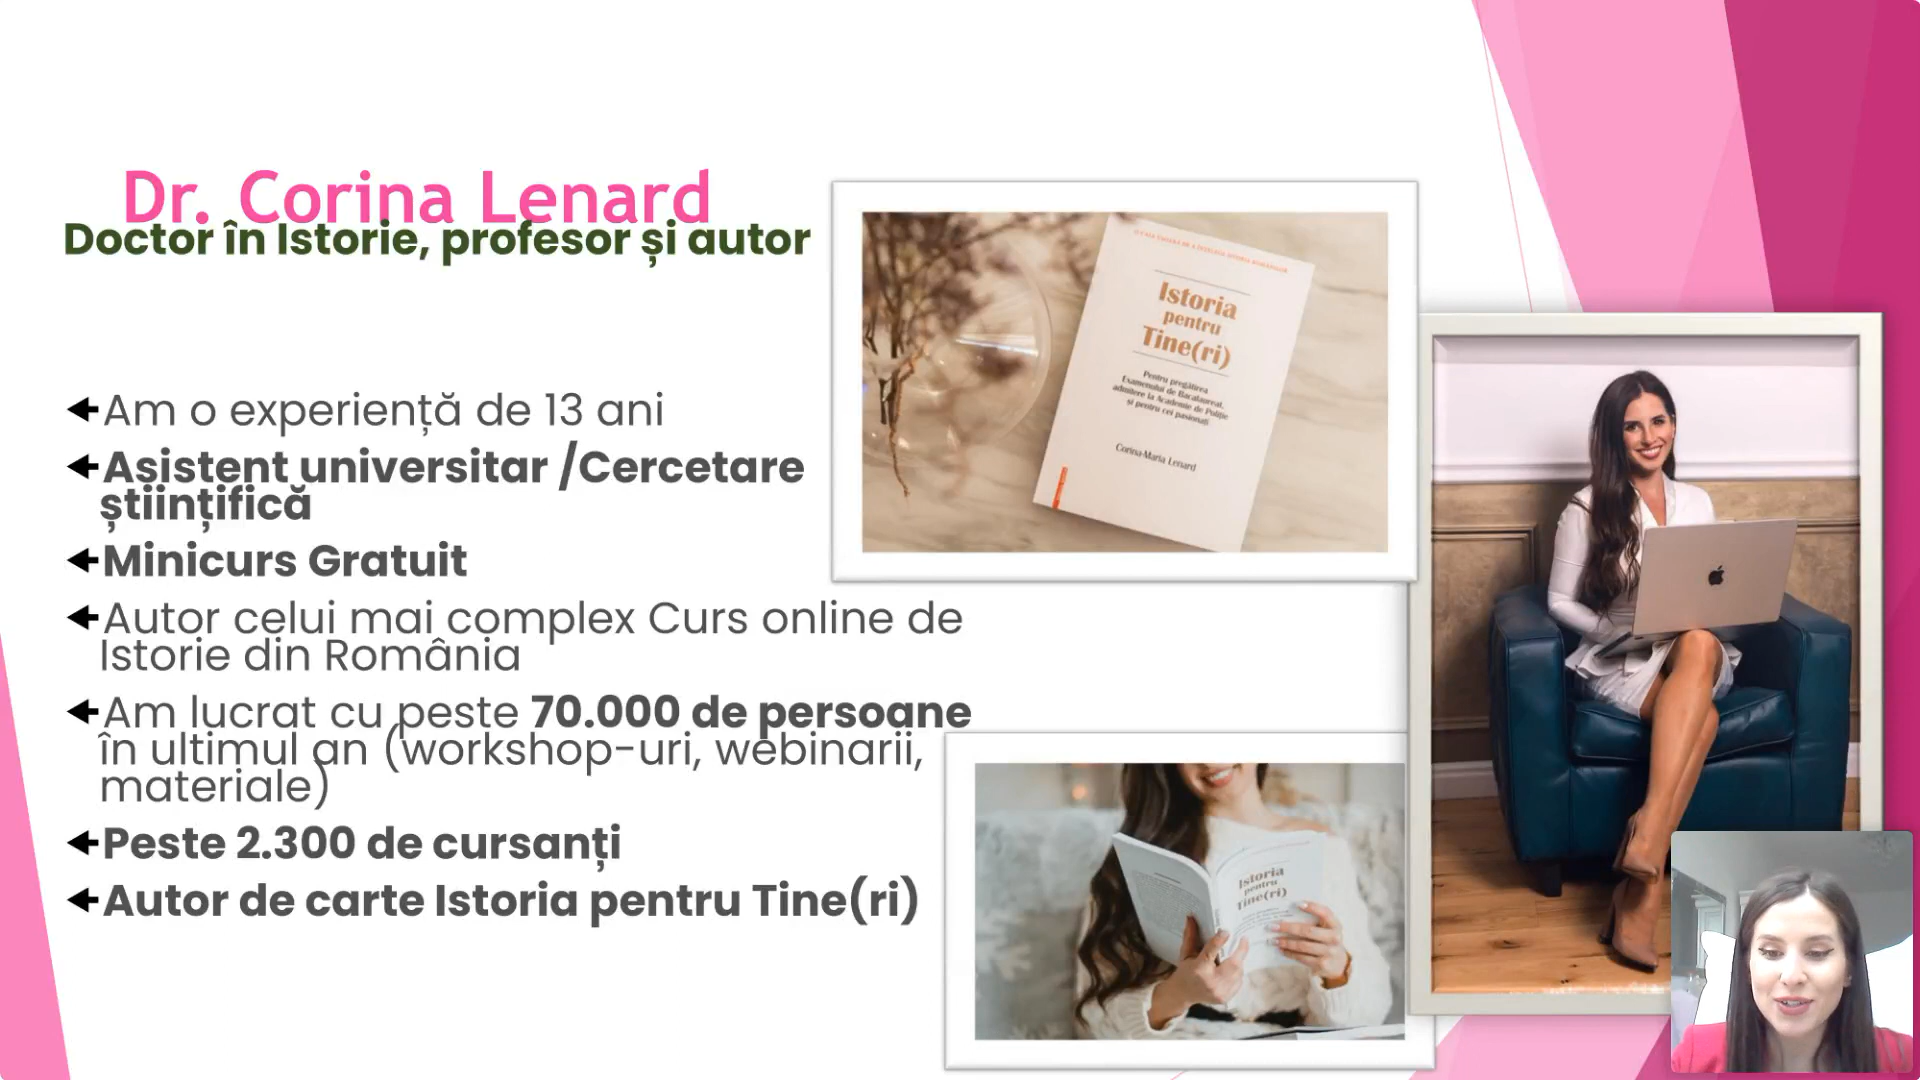 Dr. Corina Lenard
Doctor în Istorie, profesor și autor
Am o experiență de 13 ani
Asistent universitar /Cercetare
științifică
Minicurs Gratuit
Autor celui mai complex Curs online de
Istorie din România
Am lucrat cu peste 70.000 de persoane
în ultimul an (workshop-uri, webinarii,
materiale)
Peste 2.300 de cursanți
Autor de carte Istoria pentru Tine(ri)
Istoria
pentru
Tine(ri)
Pentru pregătirea
Examenului de Bacalaureat,
admitere la Academie de Poliție
și pentru cei pasionați
Corina-Maria Lenard
Istoria
pentru
Tine(ri)